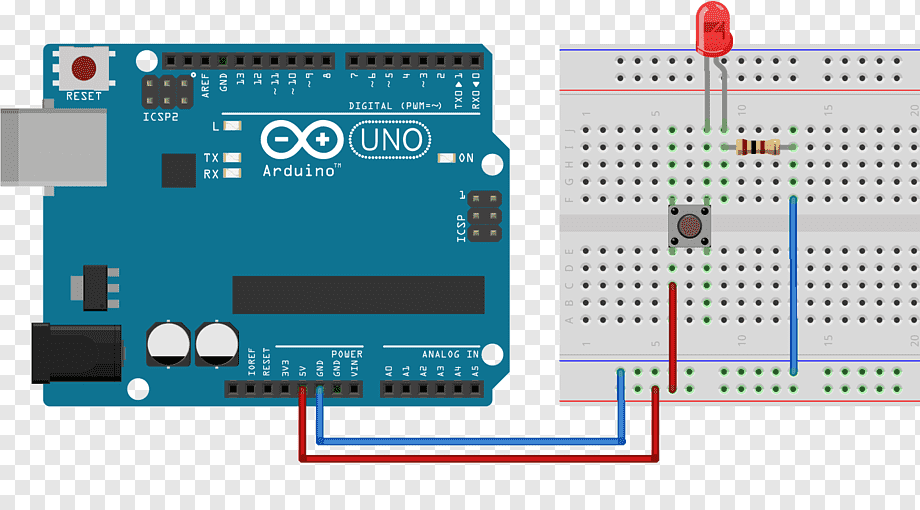 RESET
ICSP2
AREF
GND
13
12
~11
~10
~9
8
7
~6
~5
4
~3
2
TX0▶1
RX0◀0
DIGITAL (PWM=~)
L
TX
RX
UNO
Arduino™
ON
1
ICSP
IOREF
RESET
3V3
5V
GND
GND
VIN
POWER
A0
A1
A2
A3
A4
A5
ANALOG IN
1 5 10 15 20
J
I
H
G
F
E
D
C
B
A
1 5 10 15 20